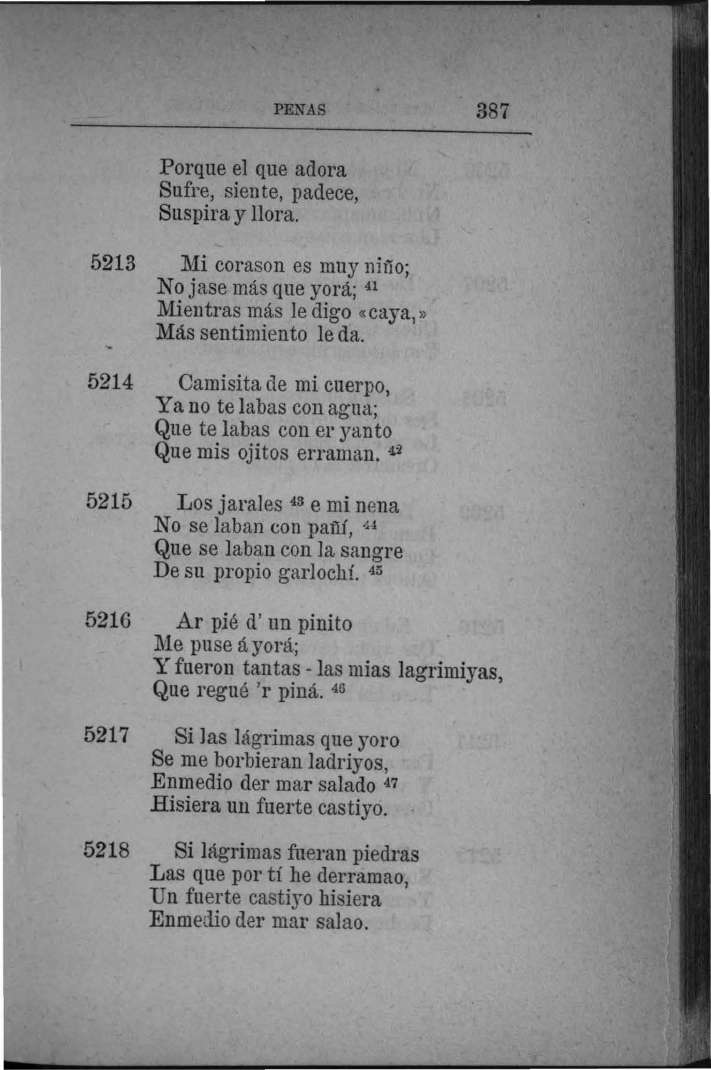 PENAS 387
Porque el que adora
Sufre, siente, padece,
Suspira y llora.
5213 Mi corason es muy niño;
No jase más que yorá; 41
Mientras más le digo «caya,»
Más sentimiento le da.
5214 Camisita de mi cuerpo,
Ya no te labas con agua;
Que te labas con er yanto
Que mis ojitos erraman. 42
5215 Los jarales 43 e mi nena
No se laban con pañí, 44
Que se laban con la sangre
De su propio garlochí. 45
5216 Ar pié d' un pinito
Me puse á yorá;
Y fueron tantas - las mias lagrimiyas,
Que regué 'r piná. 46
5217 Si las lágrimas que yoro
Se me borbieran ladriyos,
Enmedio der mar salado 47
Hisiera un fuerte castiyo.
5218 Si lágrimas fueran piedras
Las que por tí he derramao,
Un fuerte castiyo hisiera
Enmedio der mar salao.